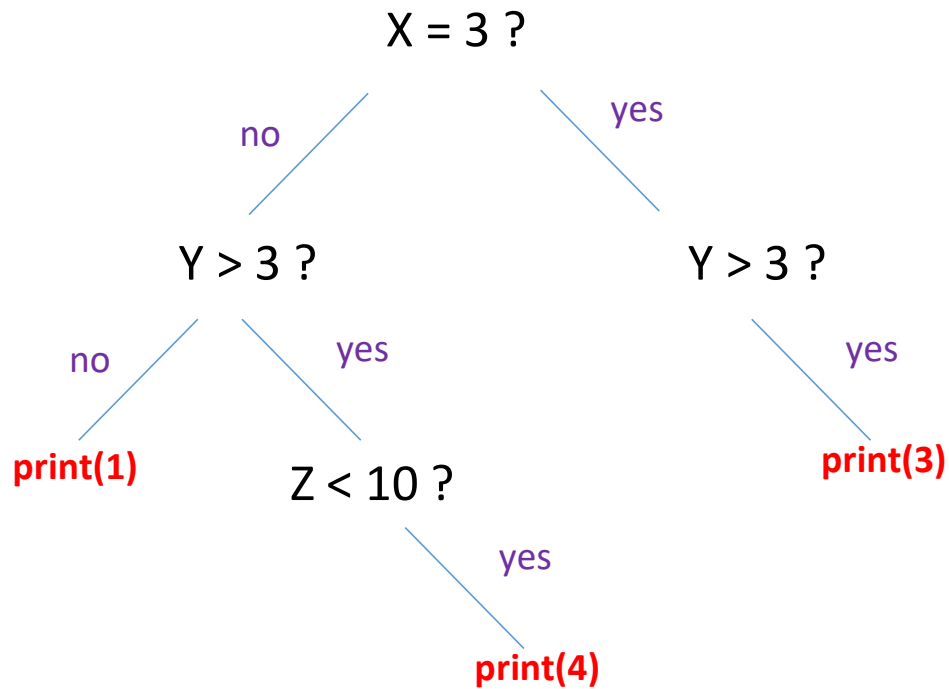 X = 3 ?
no
yes
Y > 3 ?
Y > 3 ?
no
yes
yes
print(1)
Z < 10 ?
print(3)
yes
print(4)